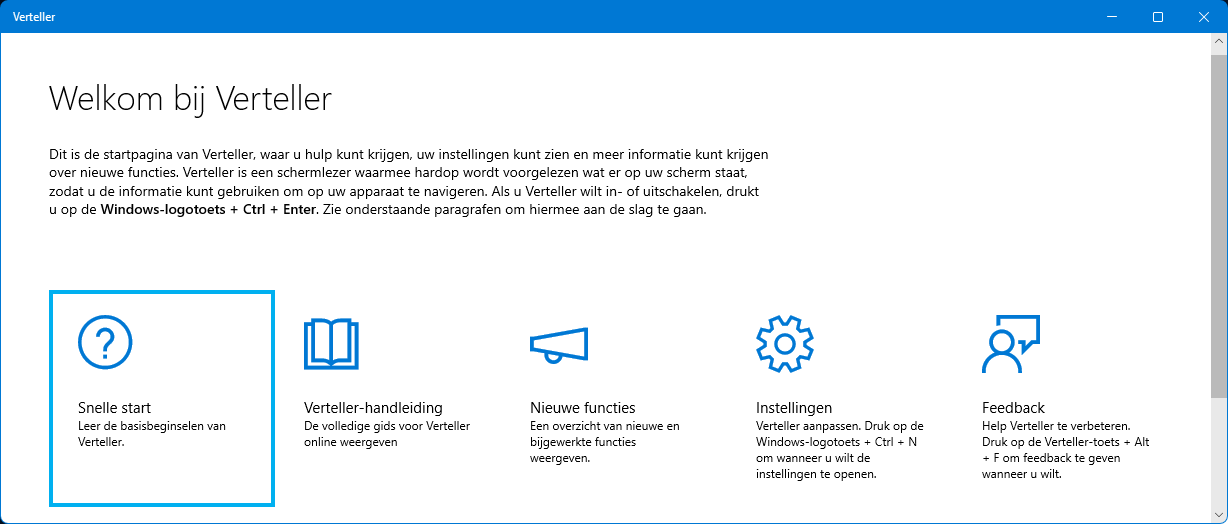 Verteller
Welkom bij Verteller
Dit is de startpagina van Verteller, waar u hulp kunt krijgen, uw instellingen kunt zien en meer informatie kunt krijgen
over nieuwe functies. Verteller is een schermlezer waarmee hardop wordt voorgelezen wat er op uw scherm staat,
zodat u de informatie kunt gebruiken om op uw apparaat te navigeren. Als u Verteller wilt in- of uitschakelen, drukt
u op de Windows-logotoets + Ctrl + Enter. Zie onderstaande paragrafen om hiermee aan de slag te gaan.
Snelle start
Leer de basisbeginselen van
Verteller.
Verteller-handleiding
De volledige gids voor Verteller
online weergeven
Nieuwe functies
Een overzicht van nieuwe en
bijgewerkte functies
weergeven.
Instellingen
Verteller aanpassen. Druk op de
Windows-logotoets + Ctrl + N
om wanneer u wilt de
instellingen te openen.
Feedback
Help Verteller te verbeteren.
Druk op de Verteller-toets + Alt
+ F om feedback te geven
wanneer u wilt.